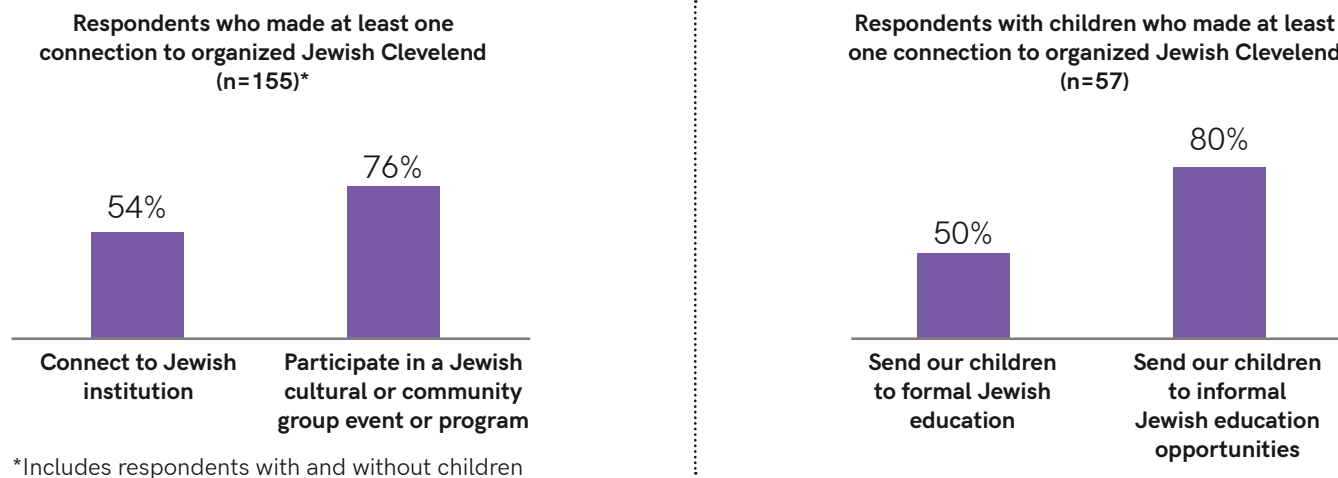 Respondents who made at least one
connection to organized Jewish Clevelend
(n=155)*
54%
76%
Connect to Jewish
institution
Participate in a Jewish
cultural or community
group event or program
*Includes respondents with and without children
Respondents with children who made at least
one connection to organized Jewish Clevelend
(n=57)
50%
80%
Send our children
to formal Jewish
education
Send our children
to informal
Jewish education
opportunities